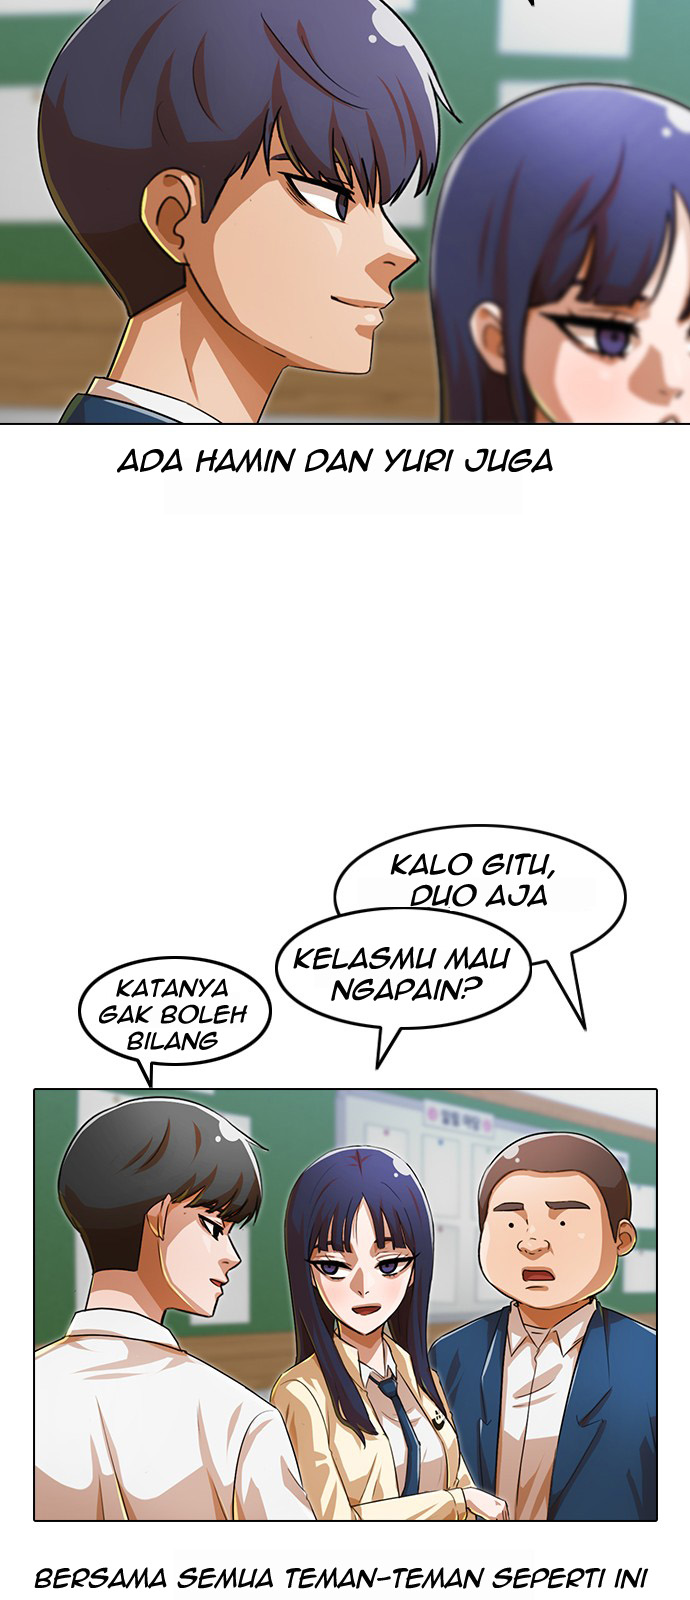 ADA HAMIN DAN YURI JUGA
KALO GITU,
DUO AJA
KELASMU MAU
NGAPAIN?
KATANYA
GAK BOLEH
BILANG
BERSAMA SEMUA TEMAN-TEMAN SEPERTI INI